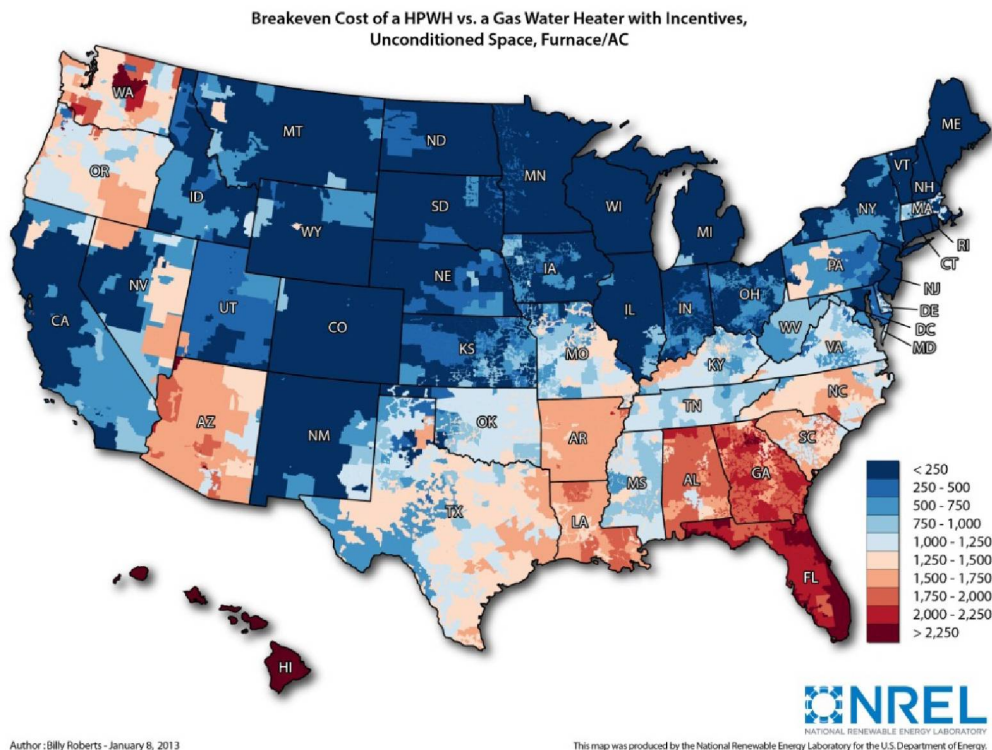 Breakeven Cost of a HPWH vs. a Gas Water Heater with Incentives,
Unconditioned Space, Furnace/AC
WA
MT
ND
MN
ME
VT
NH
OR
ID
SD
WI
MI
NY
MA
WY
RI
CT
NE
IA
PA
NJ
NV
UT
CO
IL
IN
OH
DE
DC
MD
CA
KS
MO
WV
VA
KY
AZ
NM
OK
TN
NC
AR
SC
MS
AL
GA
TX
LA
FL
HI
< 250
250 - 500
500 - 750
750 - 1,000
1,000 - 1,250
1,250 - 1,500
1,500 - 1,750
1,750 - 2,000
2,000 - 2,250
> 2,250
NREL
NATIONAL RENEWABLE ENERGY LABORATORY
Author : Billy Roberts - January 8, 2013
This map was produced by the National Renewable Energy Laboratory for the U.S. Department of Energy